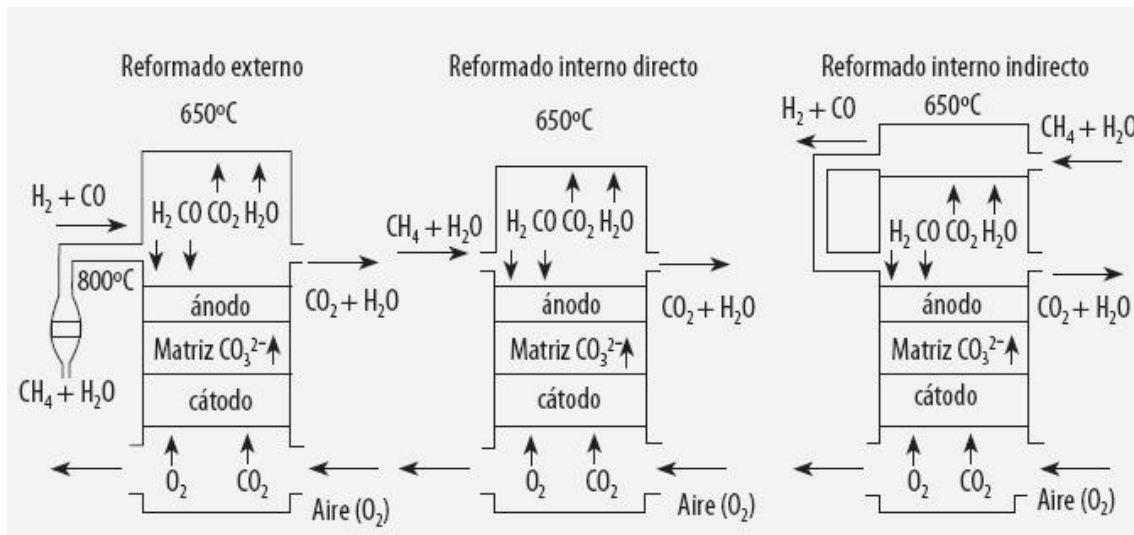 Reformado externo
650ºC
H₂ + CO
H₂ CO CO₂ H₂O
800ºC
CO₂ + H₂O
ánodo
Matriz CO₃²⁻
CH₄ + H₂O
cátodo
O₂ CO₂
Aire (O₂)
Reformado interno directo
650ºC
CH₄ + H₂O
H₂ CO CO₂ H₂O
CO₂ + H₂O
ánodo
Matriz CO₃²⁻
cátodo
O₂ CO₂
Aire (O₂)
Reformado interno indirecto
650ºC
H₂ + CO
CH₄ + H₂O
H₂ CO CO₂ H₂O
CO₂ + H₂O
ánodo
Matriz CO₃²⁻
cátodo
O₂ CO₂
Aire (O₂)